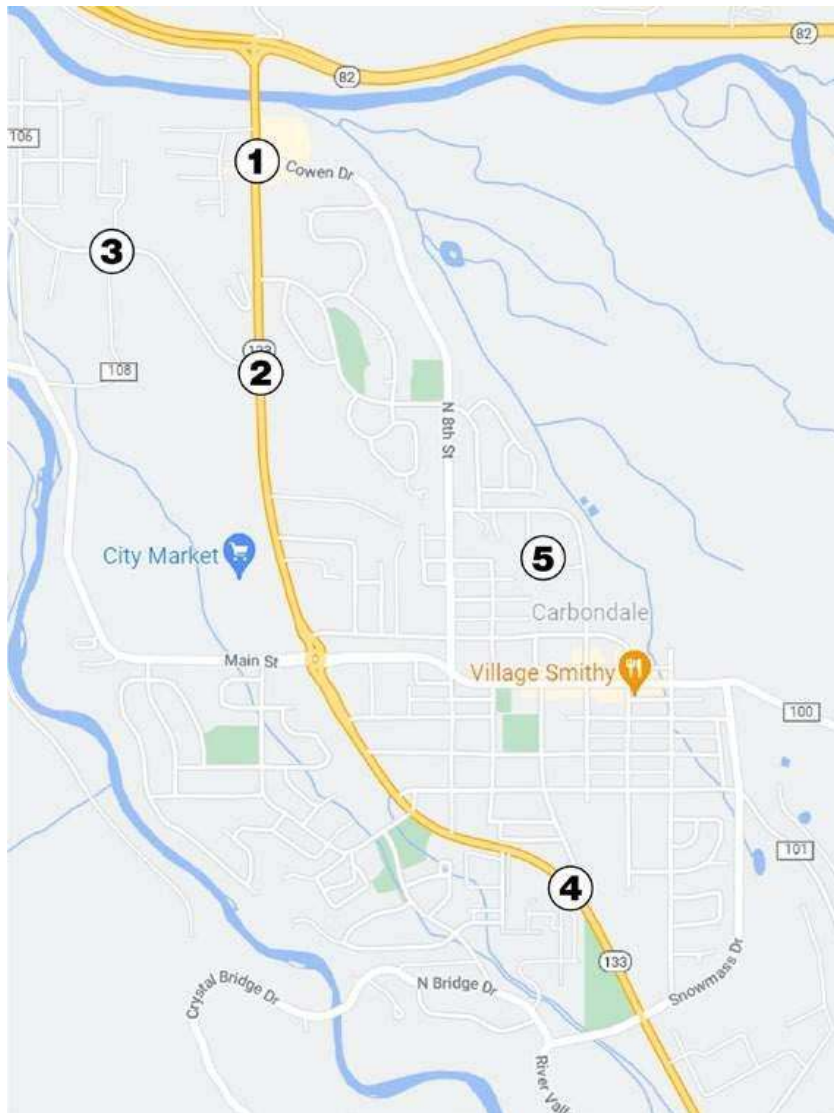 82
82
106
1
Cowen Dr
3
133
2
108
N 8th St
City Market
5
Carbondale
Main St
Village Smithy
100
101
4
133
Snowmass Dr
N Bridge Dr
Crystal Bridge Dr
River Vall